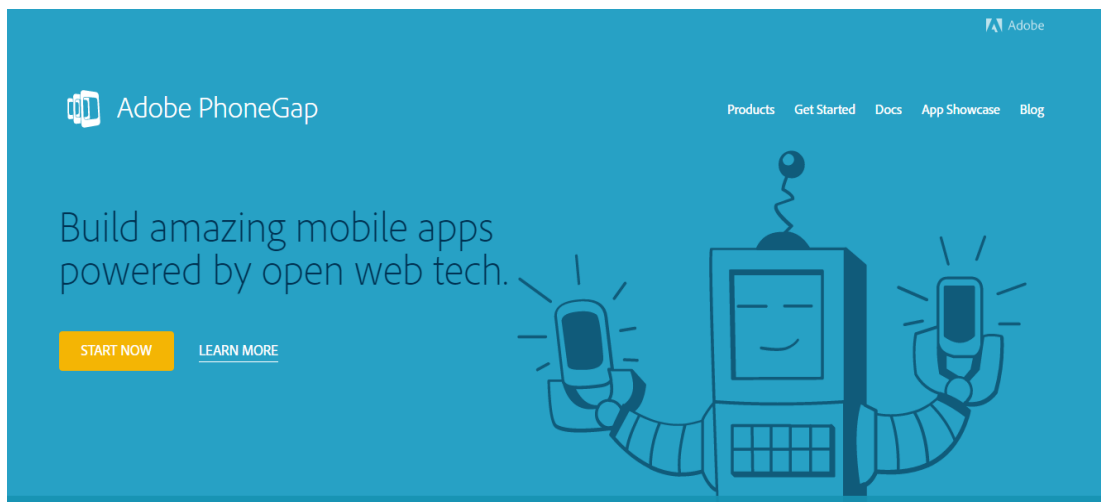 Adobe
Adobe PhoneGap
Products Get Started Docs App Showcase Blog
Build amazing mobile apps
powered by open web tech.
START NOW LEARN MORE